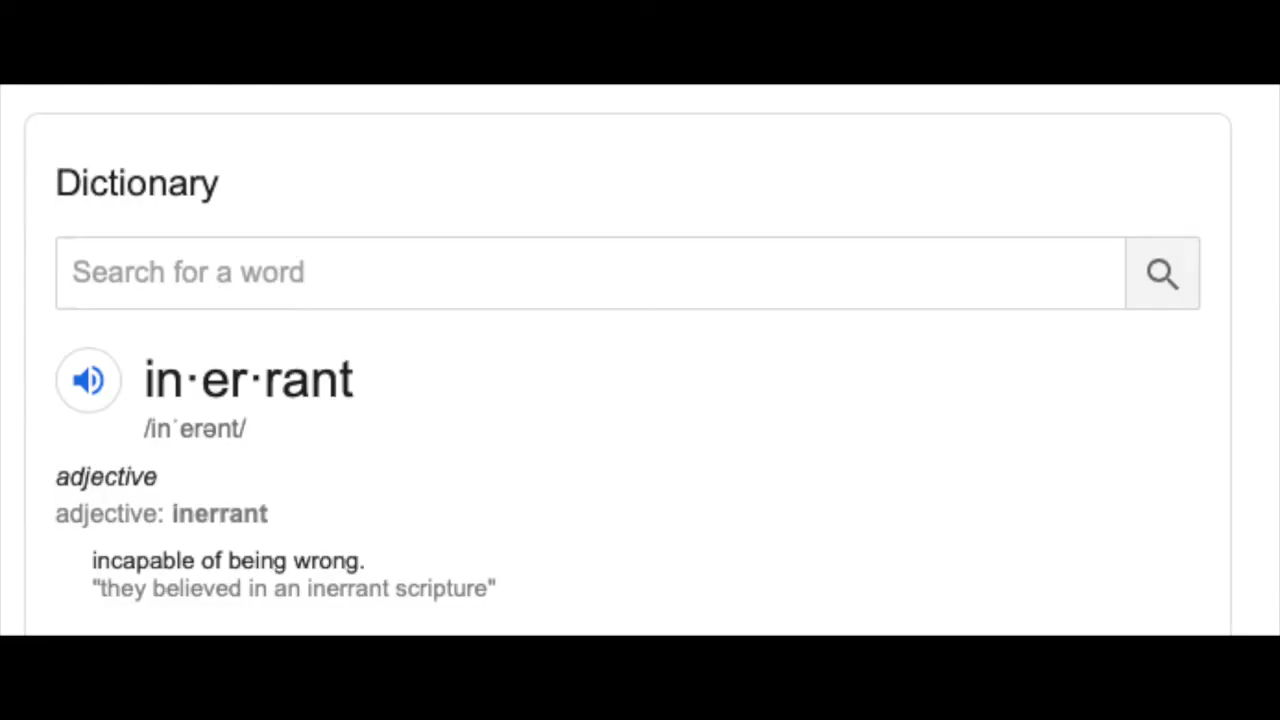 Dictionary
Search for a word
in·er·rant
/inˈerənt/
adjective
adjective: inerrant
incapable of being wrong.
"they believed in an inerrant scripture"